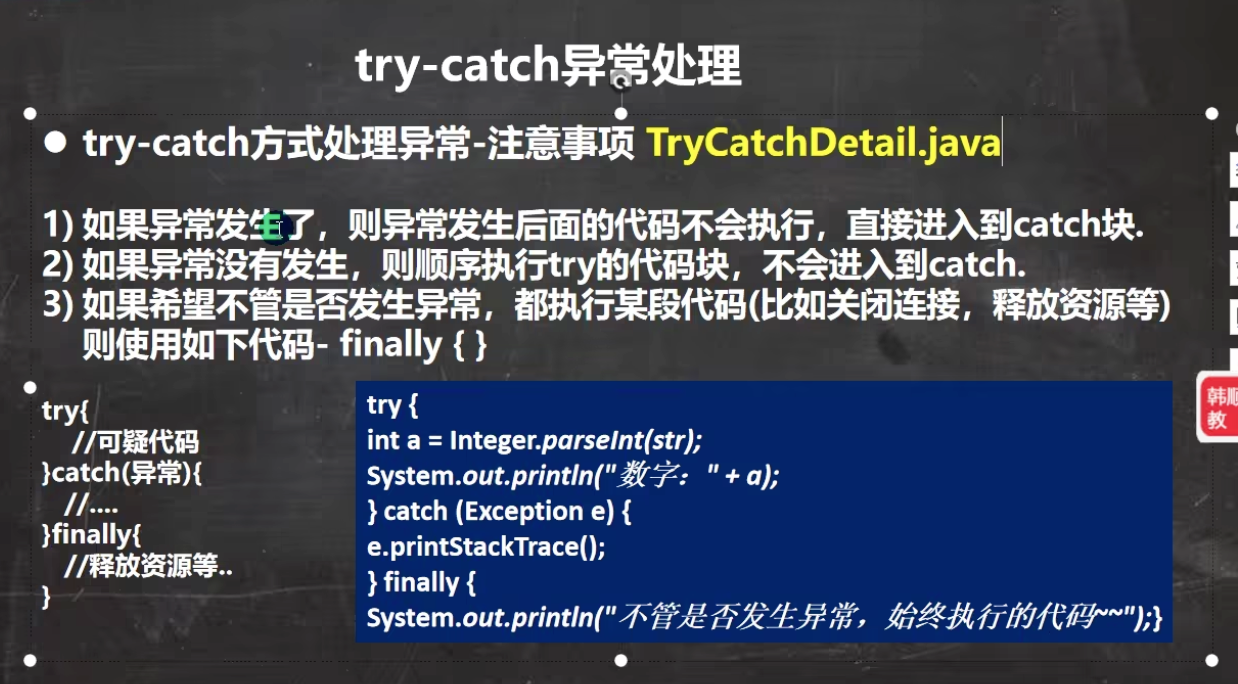 try-catch异常处理
● try-catch方式处理异常-注意事项 TryCatchDetail.java
1) 如果异常发生了，则异常发生后面的代码不会执行，直接进入到catch块.
2) 如果异常没有发生，则顺序执行try的代码块，不会进入到catch.
3) 如果希望不管是否发生异常，都执行某段代码(比如关闭连接，释放资源等)
则使用如下代码- finally { }
try{
//可疑代码
}catch(异常){
//....
}finally{
//释放资源等..
}
try {
int a = Integer.parseInt(str);
System.out.println("数字：" + a);
} catch (Exception e) {
e.printStackTrace();
} finally {
System.out.println("不管是否发生异常，始终执行的代码~~");}
韩顺
教